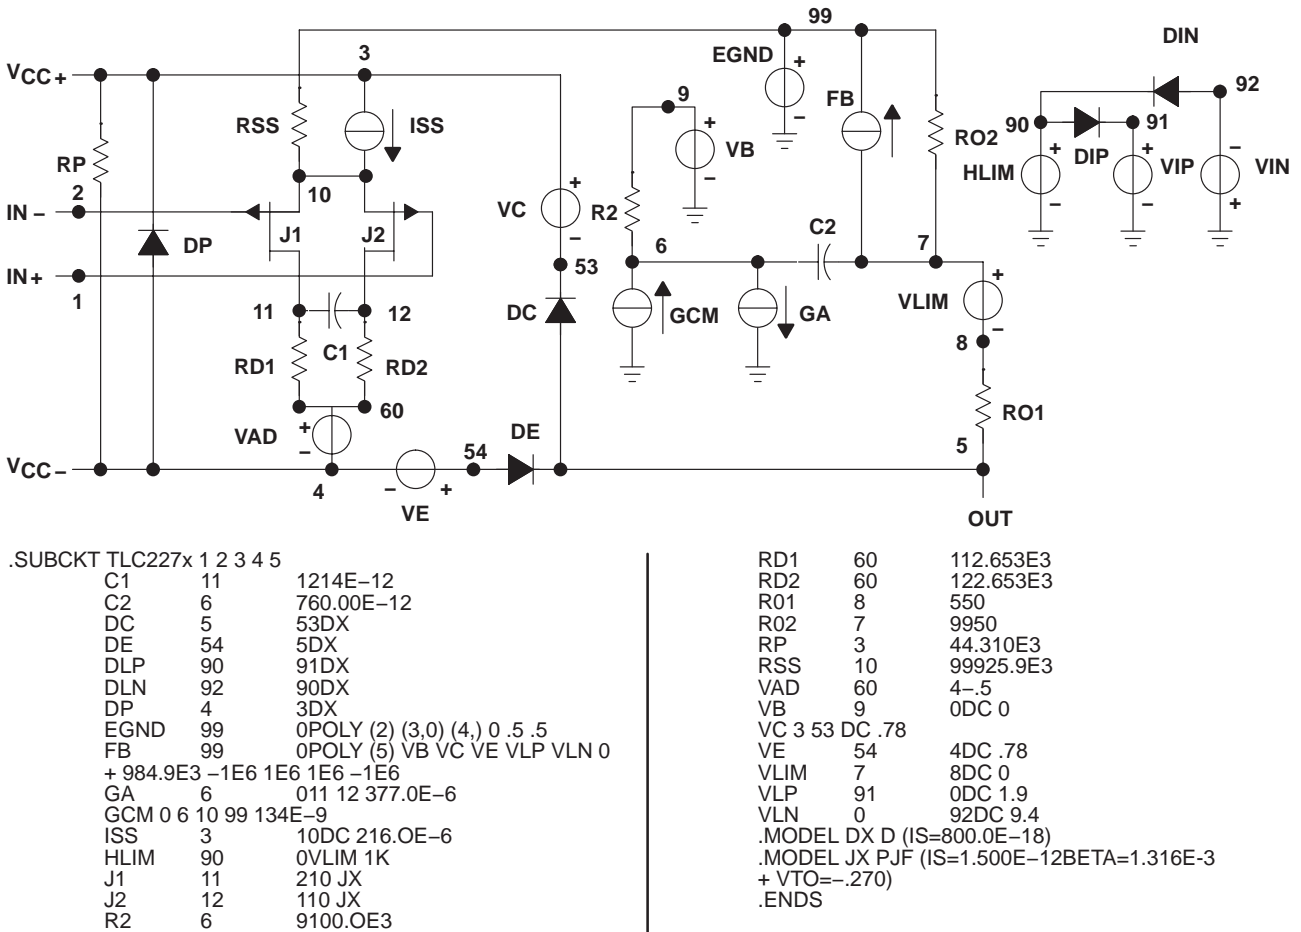 99
DIN
3
EGND
+
VCC+
9
FB
92
RSS
ISS
+
90
91
RP
VB
RO2
DIP
10
–
–
2
+
HLIM
+
VIP
–
VIN
IN –
VC
R2
–
–
+
J1
J2
C2
DP
–
6
7
IN+
53
+
1
VLIM
11
12
DC
GCM
GA
–
C1
8
RD1
RD2
60
RO1
VAD
+
DE
–
54
5
VCC–
4
–
+
VE
OUT
.SUBCKT TLC227x 1 2 3 4 5
C1 11 1214E–12
C2 6 760.00E–12
DC 5 53DX
DE 54 5DX
DLP 90 91DX
DLN 92 90DX
DP 4 3DX
EGND 99 0POLY (2) (3,0) (4,) 0 .5 .5
FB 99 0POLY (5) VB VC VE VLP VLN 0
+ 984.9E3 –1E6 1E6 1E6 –1E6
GA 6 011 12 377.0E–6
GCM 0 6 10 99 134E–9
ISS 3 10DC 216.OE–6
HLIM 90 0VLIM 1K
J1 11 210 JX
J2 12 110 JX
R2 6 9100.OE3
RD1 60 112.653E3
RD2 60 122.653E3
R01 8 550
R02 7 9950
RP 3 44.310E3
RSS 10 99925.9E3
VAD 60 4–.5
VB 9 0DC 0
VC 3 53 DC .78
VE 54 4DC .78
VLIM 7 8DC 0
VLP 91 0DC 1.9
VLN 0 92DC 9.4
.MODEL DX D (IS=800.0E–18)
.MODEL JX PJF (IS=1.500E–12BETA=1.316E-3
+ VTO=–.270)
.ENDS